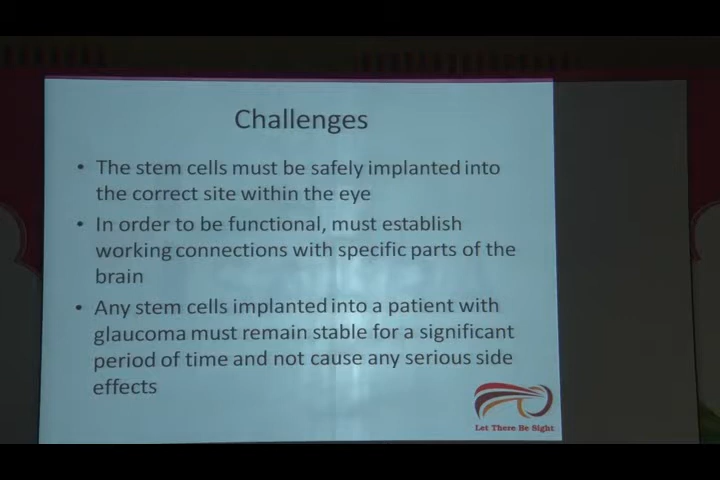 Challenges
• The stem cells must be safely implanted into
the correct site within the eye
• In order to be functional, must establish
working connections with specific parts of the
brain
• Any stem cells implanted into a patient with
glaucoma must remain stable for a significant
period of time and not cause any serious side
effects
Let There Be Sight